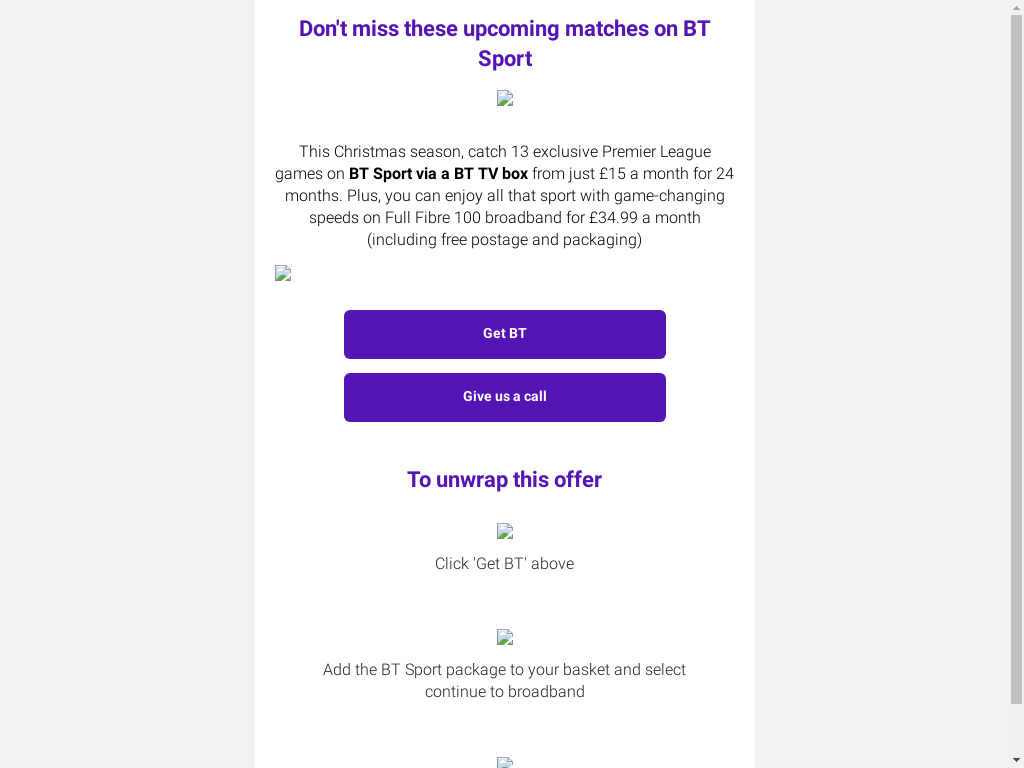 Don't miss these upcoming matches on BT
Sport
This Christmas season, catch 13 exclusive Premier League
games on BT Sport via a BT TV box from just £15 a month for 24
months. Plus, you can enjoy all that sport with game-changing
speeds on Full Fibre 100 broadband for £34.99 a month
(including free postage and packaging)
Get BT
Give us a call
To unwrap this offer
Click 'Get BT' above
Add the BT Sport package to your basket and select
continue to broadband